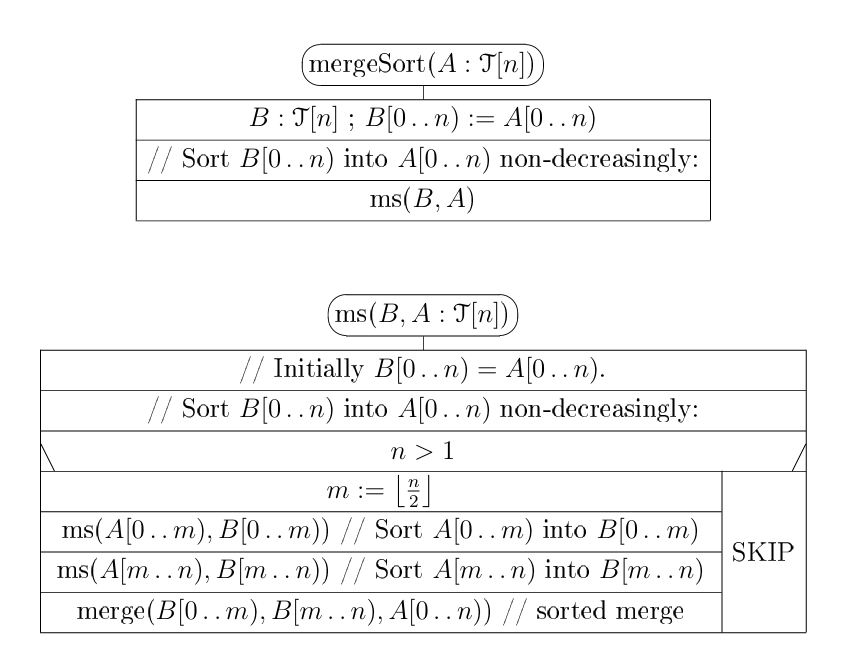 mergeSort(A : 𝒯[n])
B : 𝒯[n] ; B[0 . . n) := A[0 . . n)
// Sort B[0 . . n) into A[0 . . n) non-decreasingly:
ms(B, A)
ms(B, A : 𝒯[n])
// Initially B[0 . . n) = A[0 . . n).
// Sort B[0 . . n) into A[0 . . n) non-decreasingly:
n > 1
m := ⌊n/2⌋
ms(A[0 . . m), B[0 . . m)) // Sort A[0 . . m) into B[0 . . m)
SKIP
ms(A[m . . n), B[m . . n)) // Sort A[m . . n) into B[m . . n)
merge(B[0 . . m), B[m . . n), A[0 . . n)) // sorted merge